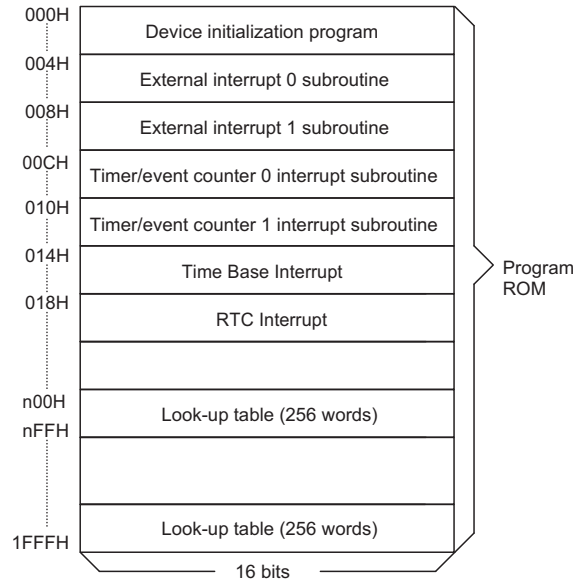 000H
Device initialization program
004H
External interrupt 0 subroutine
008H
External interrupt 1 subroutine
00CH
Timer/event counter 0 interrupt subroutine
010H
Timer/event counter 1 interrupt subroutine
014H
Time Base Interrupt
018H
RTC Interrupt
Program
ROM
n00H
Look-up table (256 words)
nFFH
Look-up table (256 words)
1FFFH
16 bits